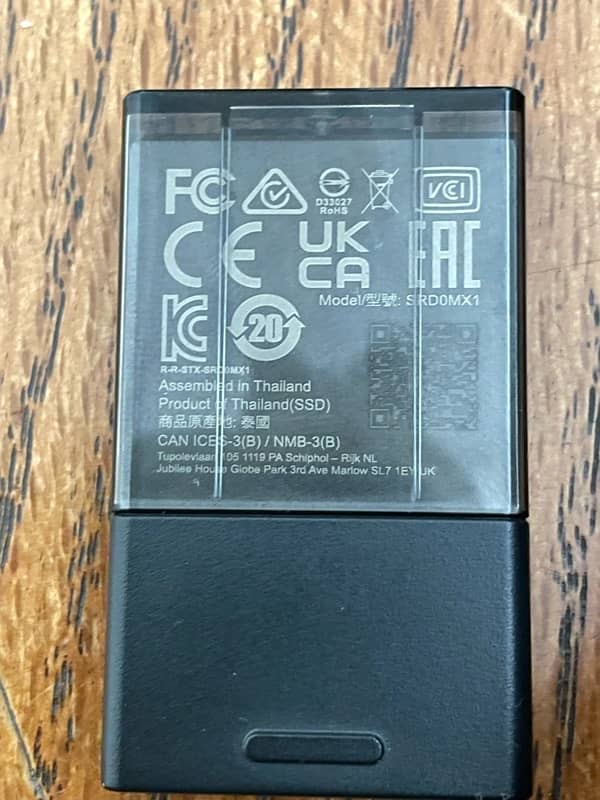 FC
D33027
RoHS
VCI
CE
UK
CA
EAC
Model/型號: SRD0MX1
KC
20
R-R-STX-SRD0MX1
Assembled in Thailand
Product of Thailand(SSD)
商品原產地: 泰國
CAN ICES-3(B) / NMB-3(B)
Tupolevlaan 105 1119 PA Schiphol – Rijk NL
Jubilee House Globe Park 3rd Ave Marlow SL7 1EY UK